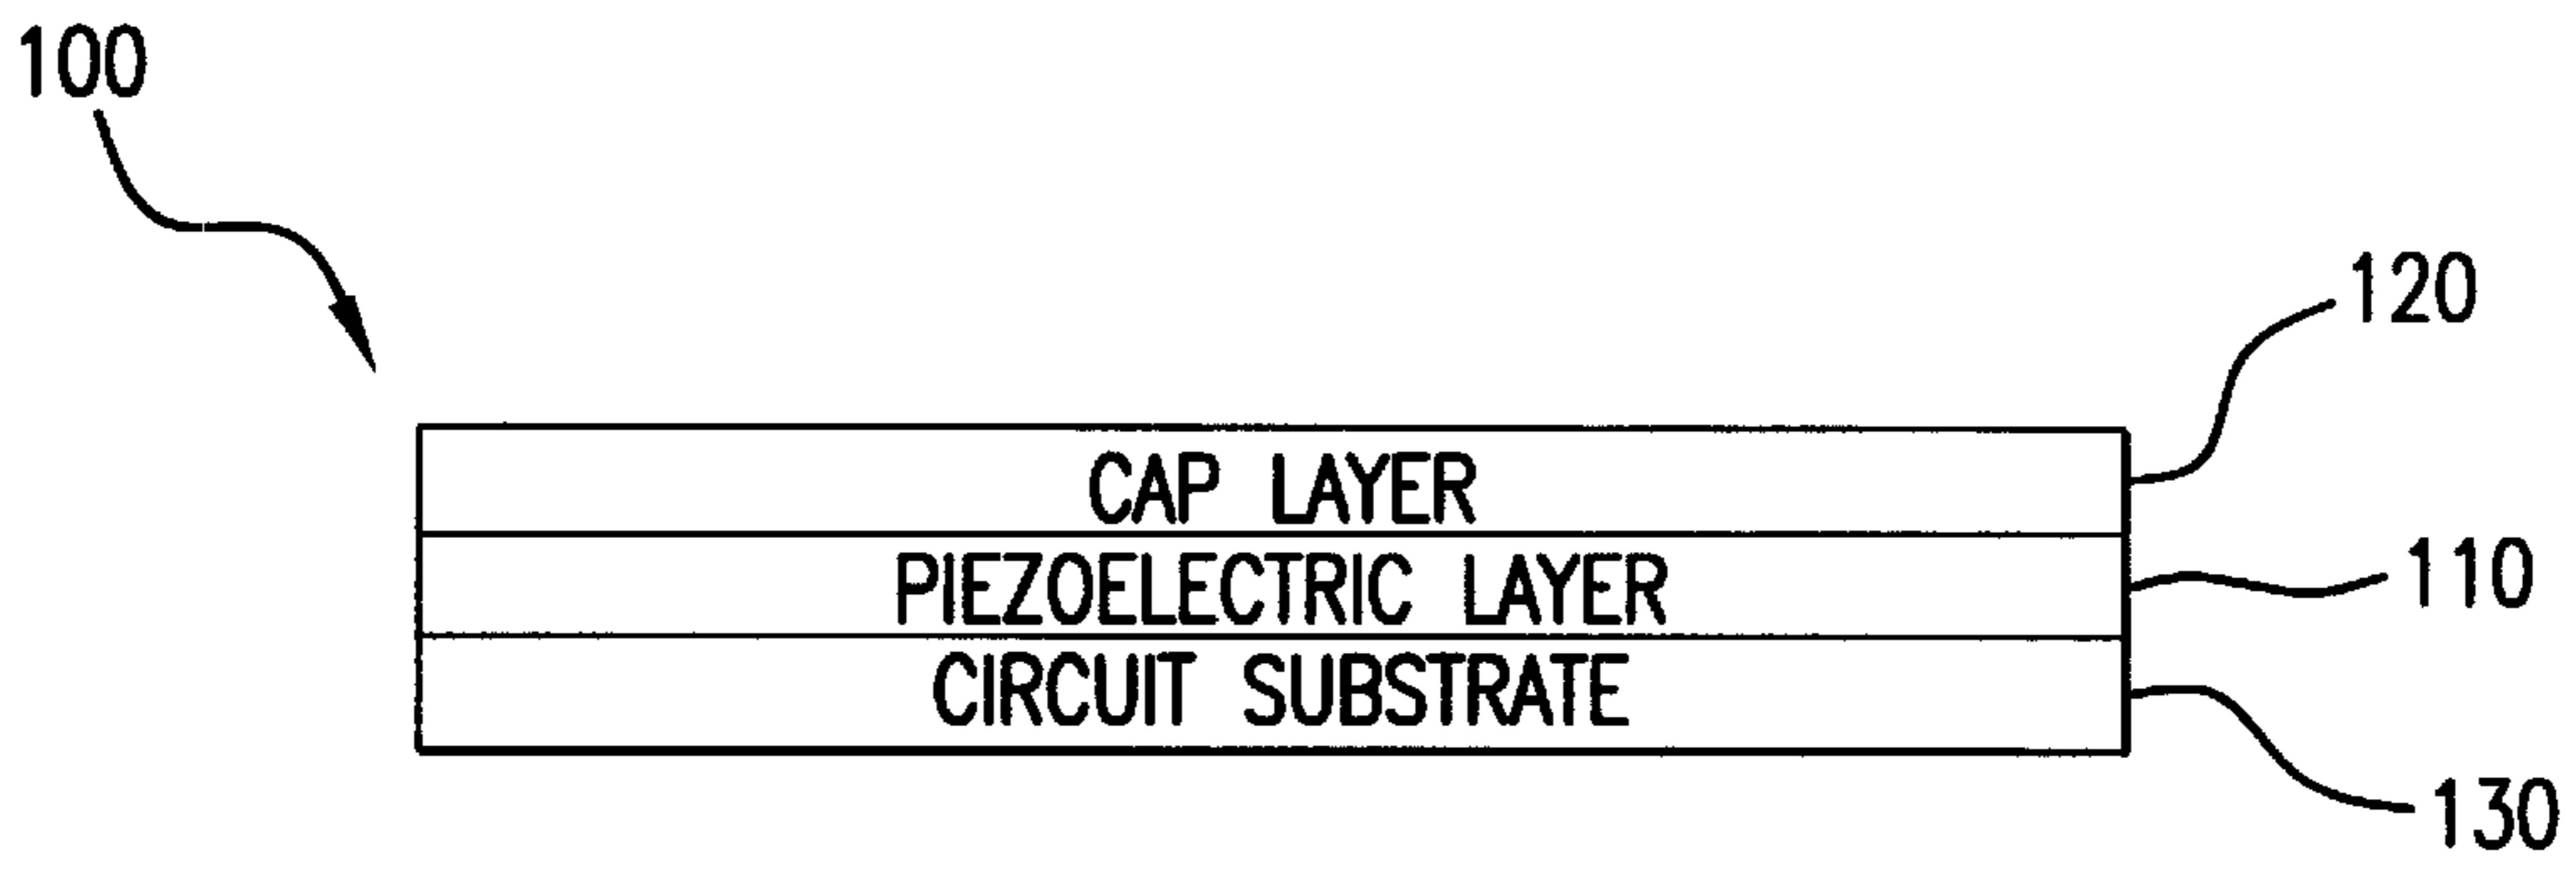 100
120
CAP LAYER
PIEZOELECTRIC LAYER
110
CIRCUIT SUBSTRATE
130